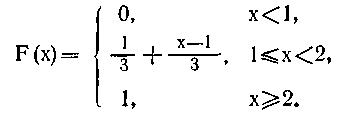 0, x<1,
F(x)= 1/3 + x−1/3, 1⩽x<2,
1, x⩾2.